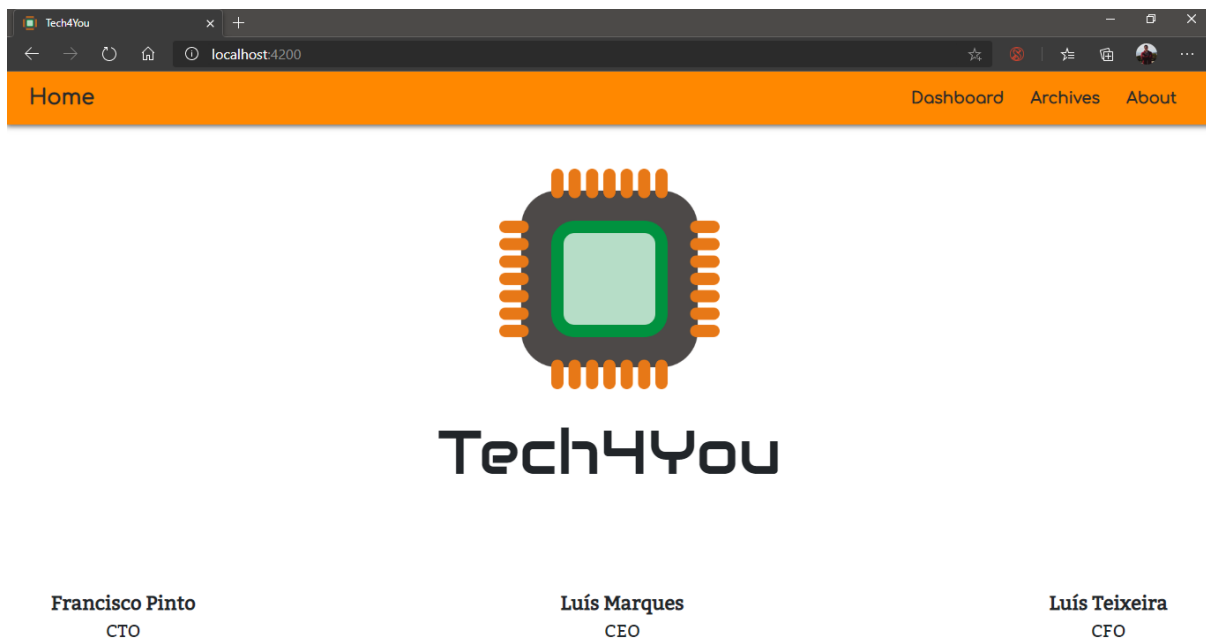 Tech4You
localhost:4200
Home Dashboard Archives About
Tech4You
Francisco Pinto Luís Marques Luís Teixeira
CTO CEO CFO